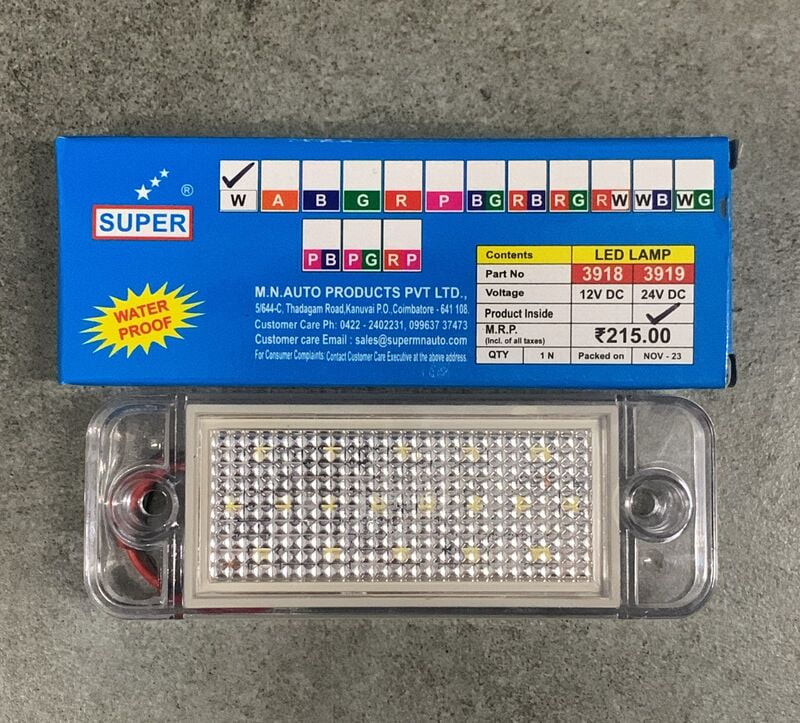 W A B G R P BG RB RG RW WB WG
®
SUPER
PB PG RP
WATER
PROOF
M.N.AUTO PRODUCTS PVT LTD.,
5/644-C, Thadagam Road,Kanuvai P.O.,Coimbatore - 641 108.
Customer Care Ph: 0422 - 2402231, 099637 37473
Customer care Email : sales@supermnauto.com
For Consumer Complaints: Contact Customer Care Executive at the above address.
Contents LED LAMP
Part No 3918 3919
Voltage 12V DC 24V DC
Product Inside
M.R.P. ₹215.00
(Incl. of all taxes)
QTY 1 N Packed on NOV - 23